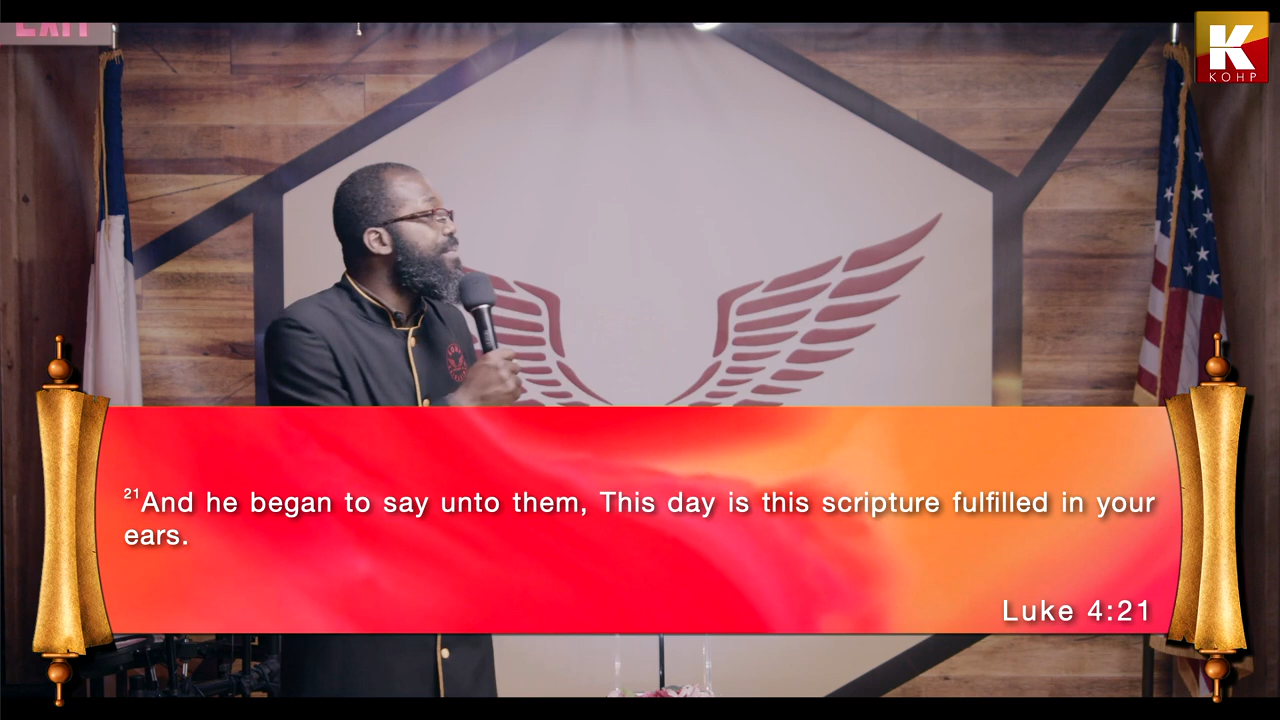 EXIT
K
KOHP
²¹And he began to say unto them, This day is this scripture fulfilled in your
ears.
Luke 4:21